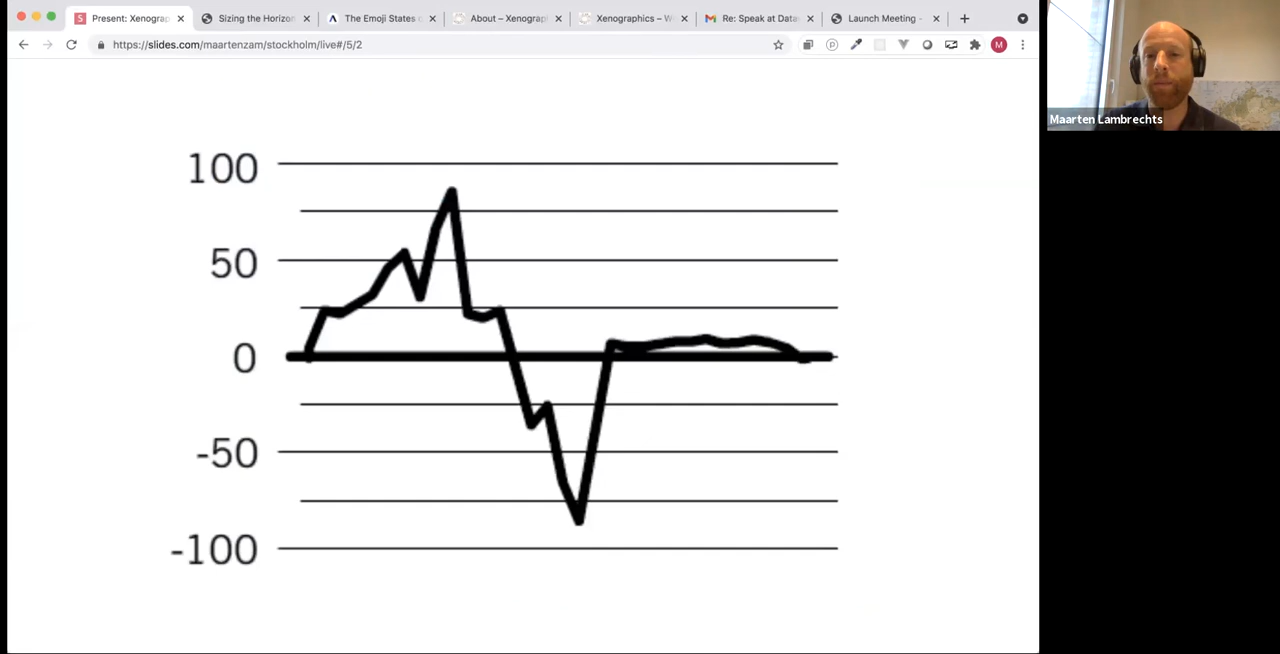 Present: Xenograp
Sizing the Horizon
The Emoji States o
About – Xenograp
Xenographics – W
Re: Speak at Data
Launch Meeting -
https://slides.com/maartenzam/stockholm/live#/5/2
M
Maarten Lambrechts
100
50
0
-50
-100